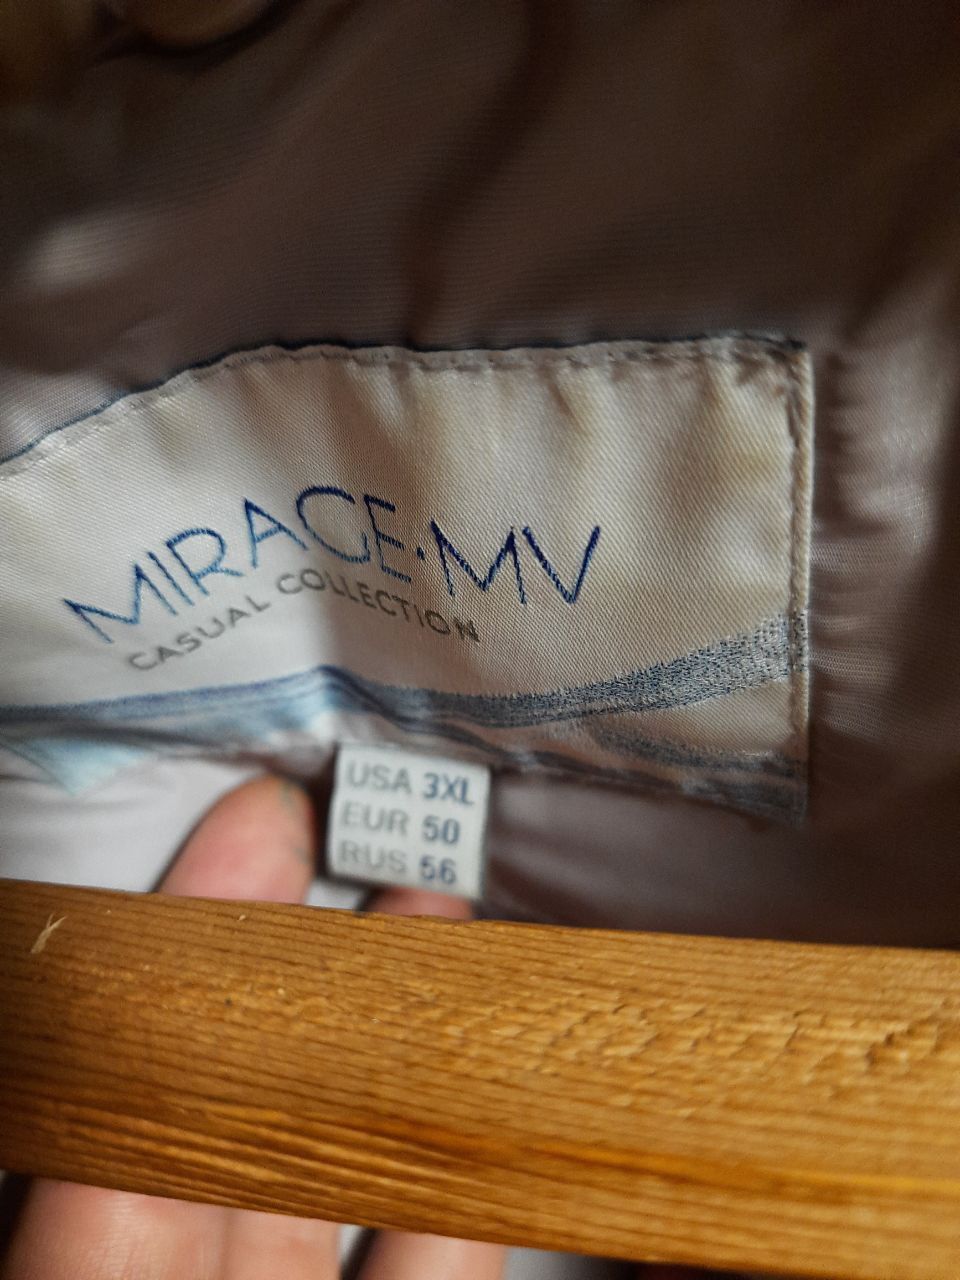 MIRAGE·MV
CASUAL COLLECTION
USA 3XL
EUR 50
RUS 56